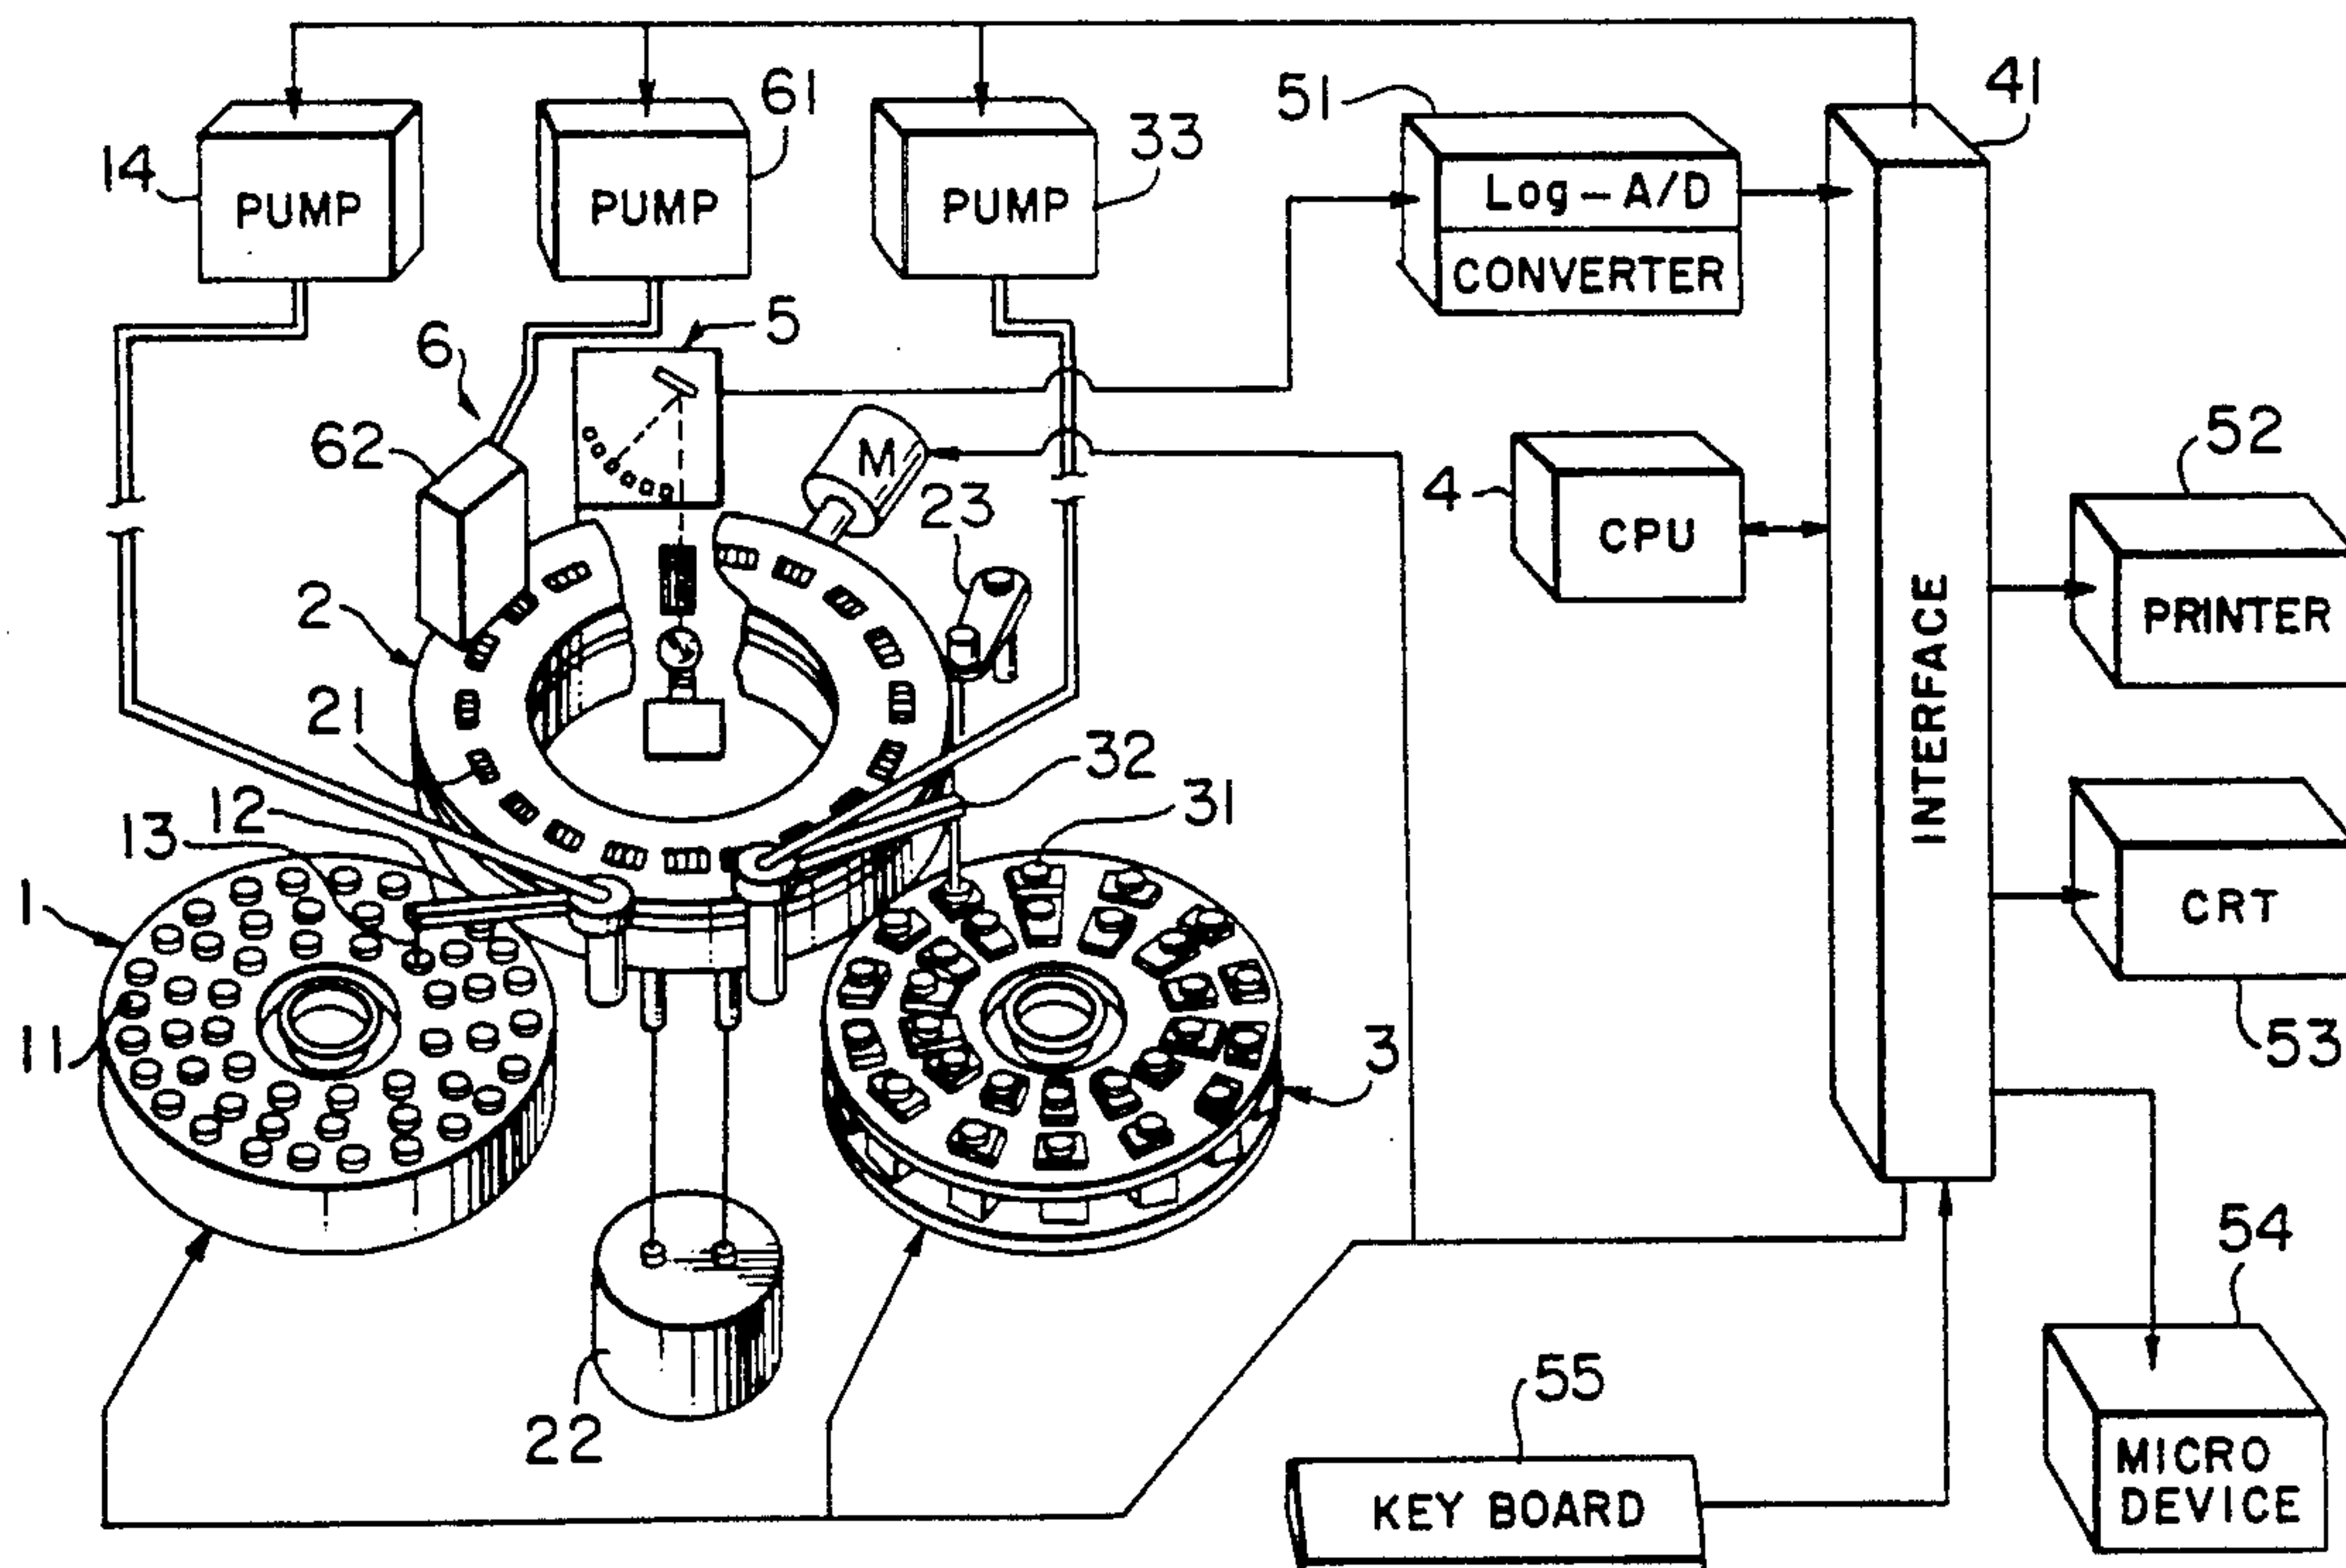 51
41
61
33
14
PUMP
PUMP
PUMP
Log-A/D
CONVERTER
5
6
62
M
23
4
CPU
52
PRINTER
2
21
INTERFACE
32
31
12
13
1
11
CRT
53
3
54
22
55
KEY BOARD
MICRO
DEVICE